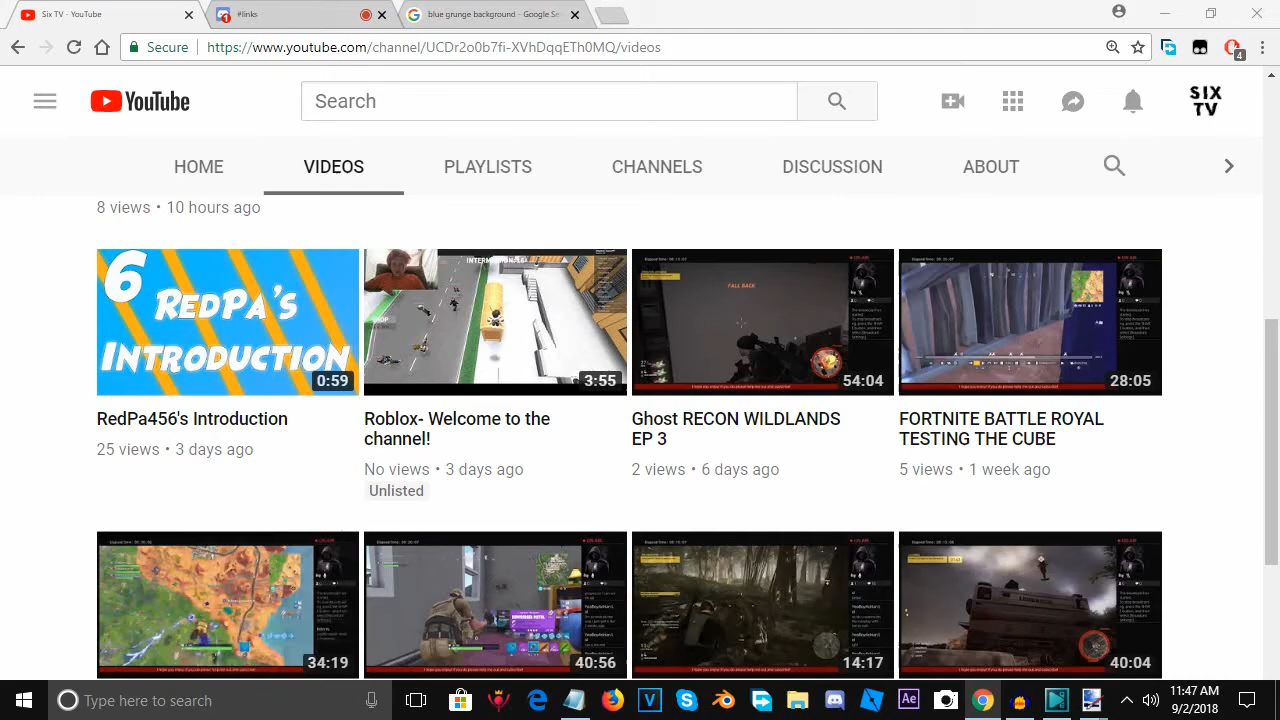 Six TV - YouTube
#links
blue grunge background - Google Se
Secure
https://www.youtube.com/channel/UCDr2o0b7fi-XVhDqqETh0MQ/videos
4
YouTube
Search
SIX
TV
HOME
VIDEOS
PLAYLISTS
CHANNELS
DISCUSSION
ABOUT
8 views • 10 hours ago
6
REDPA'S
INTRODUCTION
0:59
3:55
FALL BACK
54:04
28:05
RedPa456's Introduction
25 views • 3 days ago
Roblox- Welcome to the
channel!
No views • 3 days ago
Unlisted
Ghost RECON WILDLANDS
EP 3
2 views • 6 days ago
FORTNITE BATTLE ROYAL
TESTING THE CUBE
5 views • 1 week ago
34:17
40:56
14:17
40:04
Type here to search
Ae
11:47 AM
9/2/2018